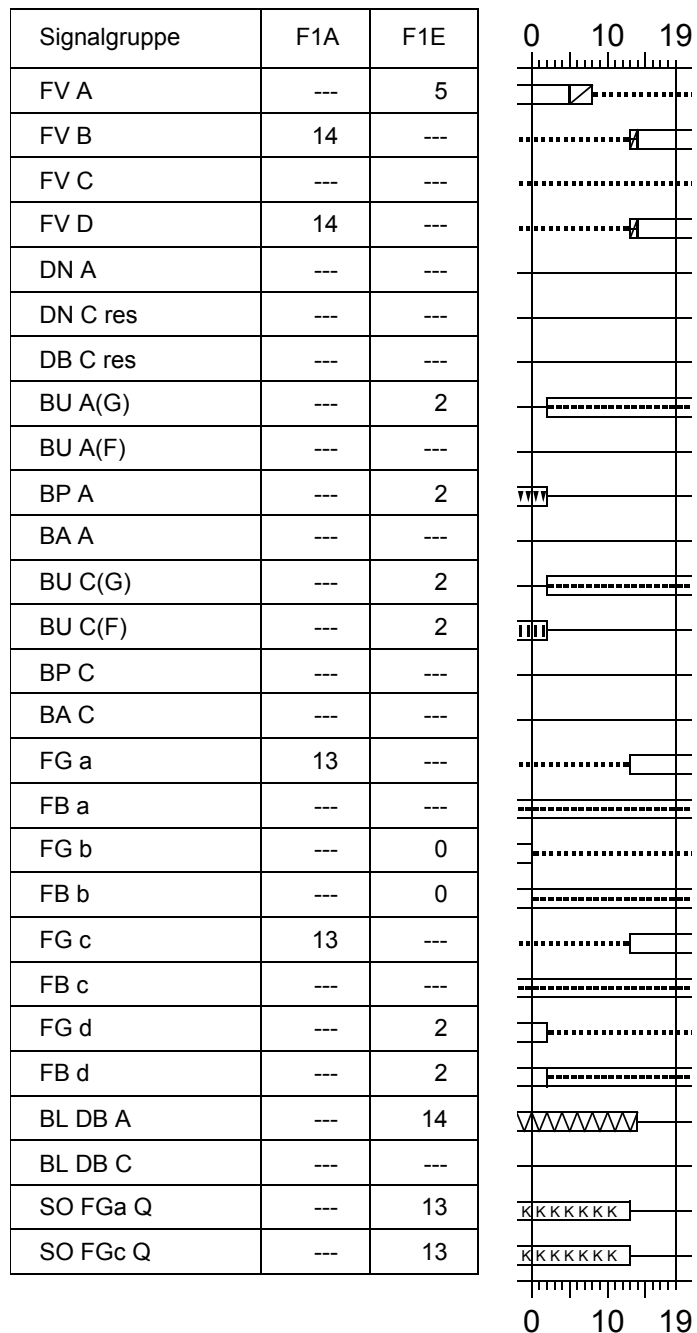 Signalgruppe F1A F1E 0 10 19
FV A --- 5
FV B 14 ---
FV C --- ---
FV D 14 ---
DN A --- ---
DN C res --- ---
DB C res --- ---
BU A(G) --- 2
BU A(F) --- ---
BP A --- 2
BA A --- ---
BU C(G) --- 2
BU C(F) --- 2
BP C --- ---
BA C --- ---
FG a 13 ---
FB a --- ---
FG b --- 0
FB b --- 0
FG c 13 ---
FB c --- ---
FG d --- 2
FB d --- 2
BL DB A --- 14
BL DB C --- ---
SO FGa Q --- 13 K K K K K K K
SO FGc Q --- 13 K K K K K K K
0 10 19